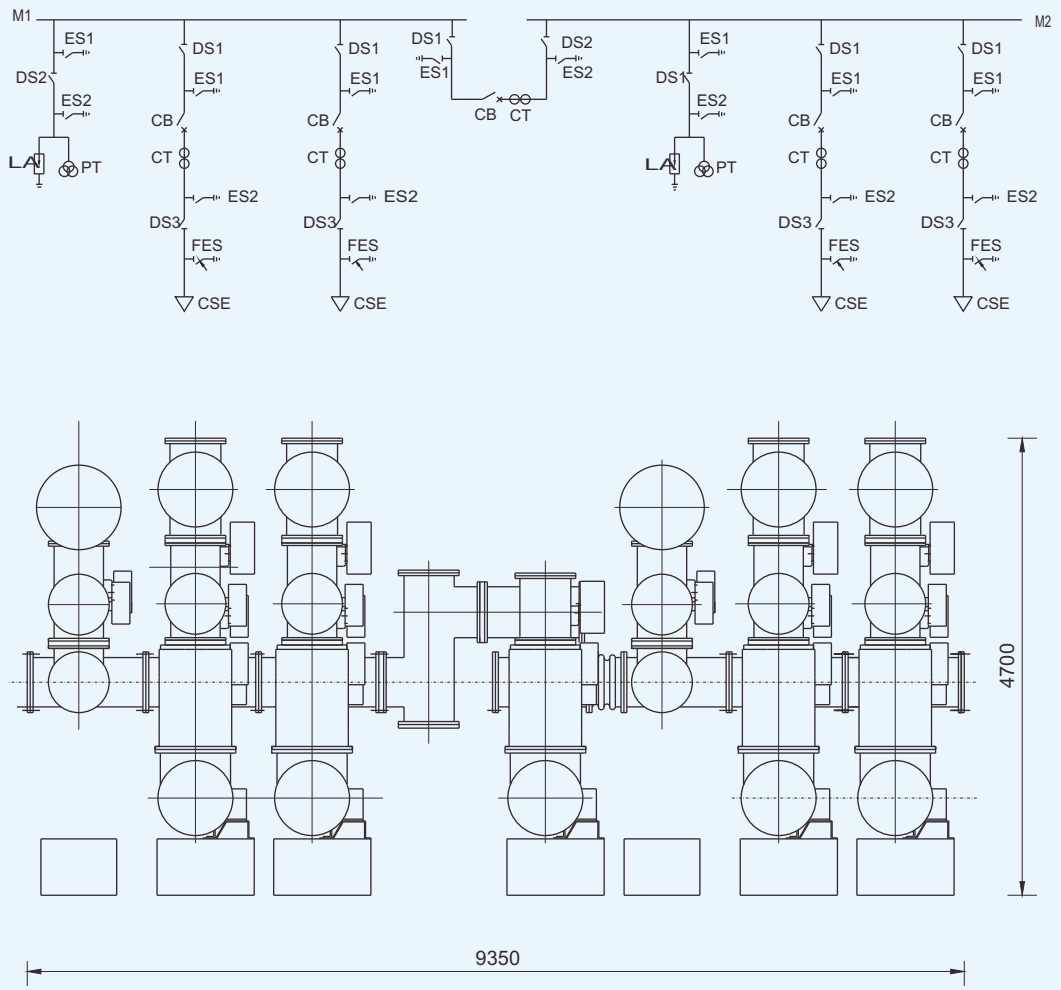 M1
M2
ES1
DS1
DS1
DS1
DS2
ES1
DS1
DS1
DS2
ES1
ES1
ES1
ES2
DS1
ES1
ES1
ES2
CB
CB
CB
CT
ES2
CB
CB
LA
PT
CT
CT
LA
PT
CT
CT
ES2
ES2
ES2
ES2
DS3
DS3
DS3
DS3
FES
FES
FES
FES
CSE
CSE
CSE
CSE
4700
9350